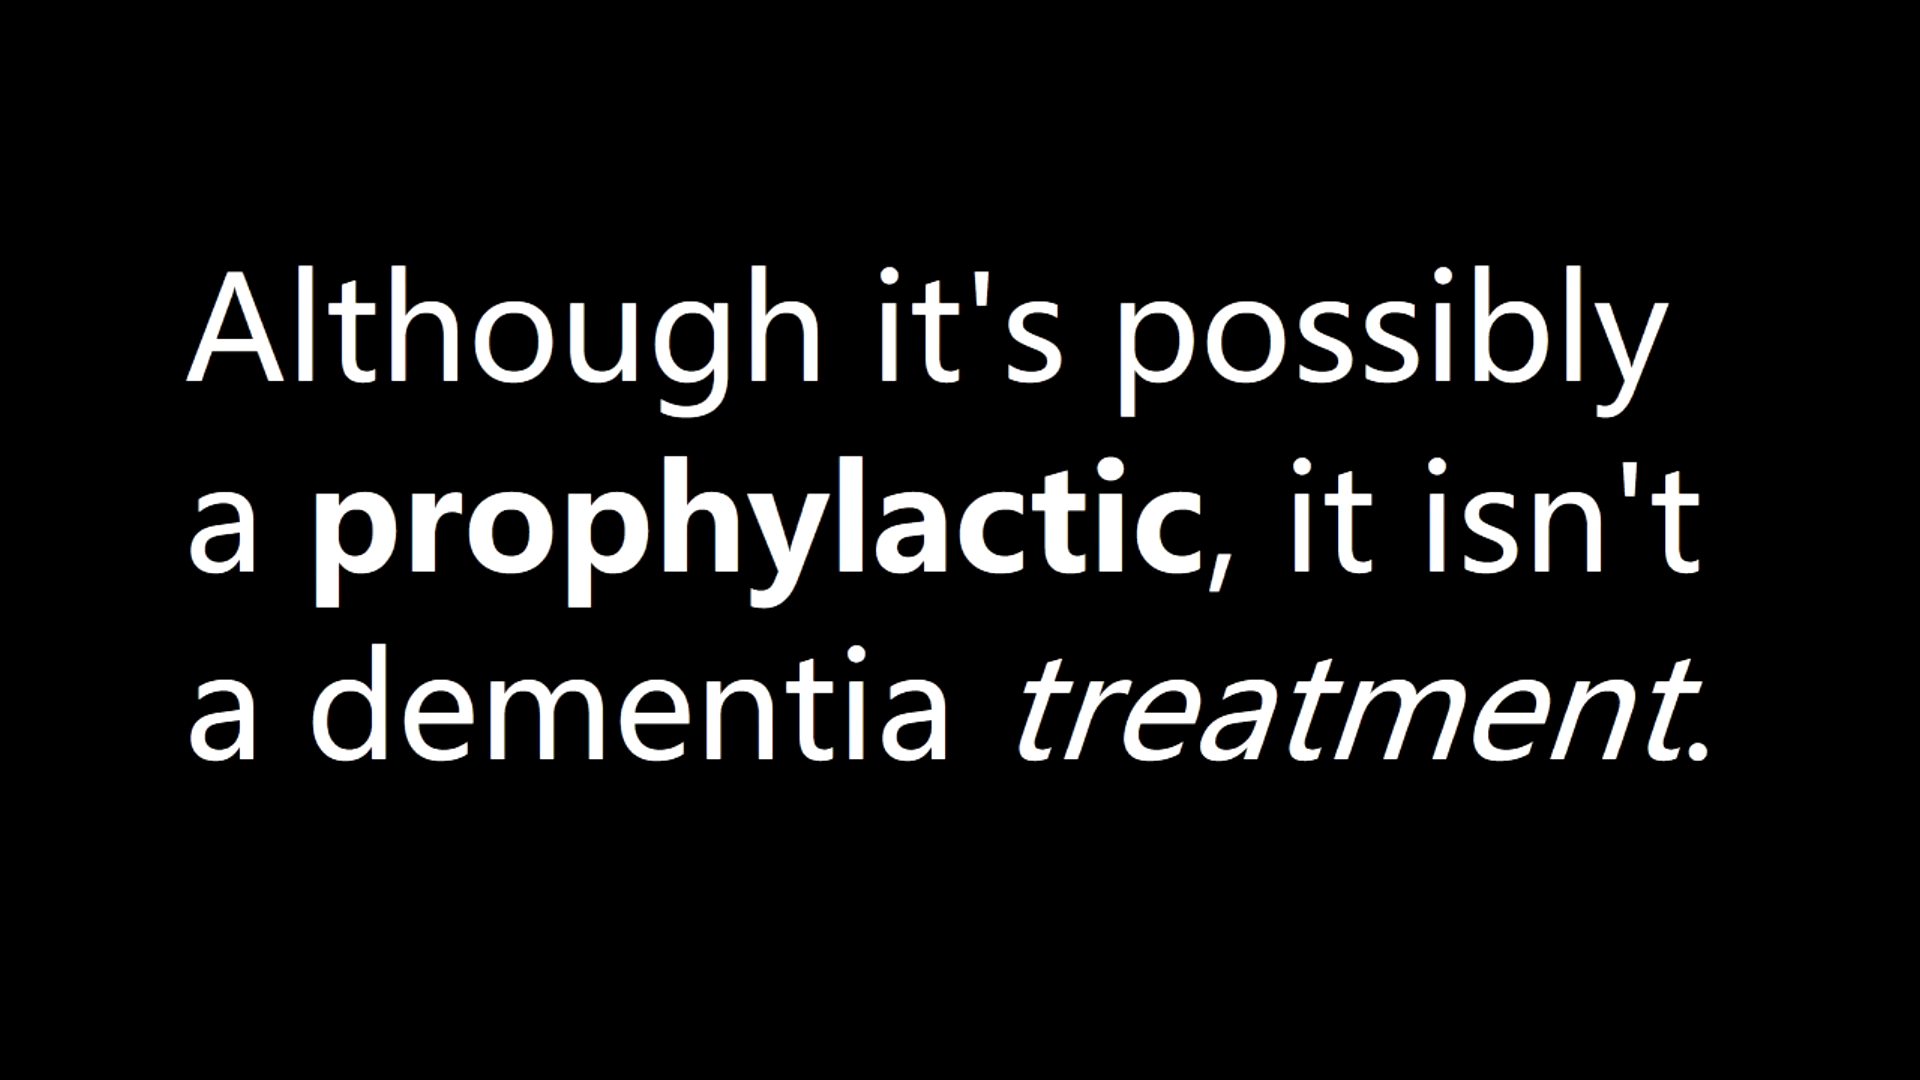 Although it's possibly
a prophylactic, it isn't
a dementia treatment.